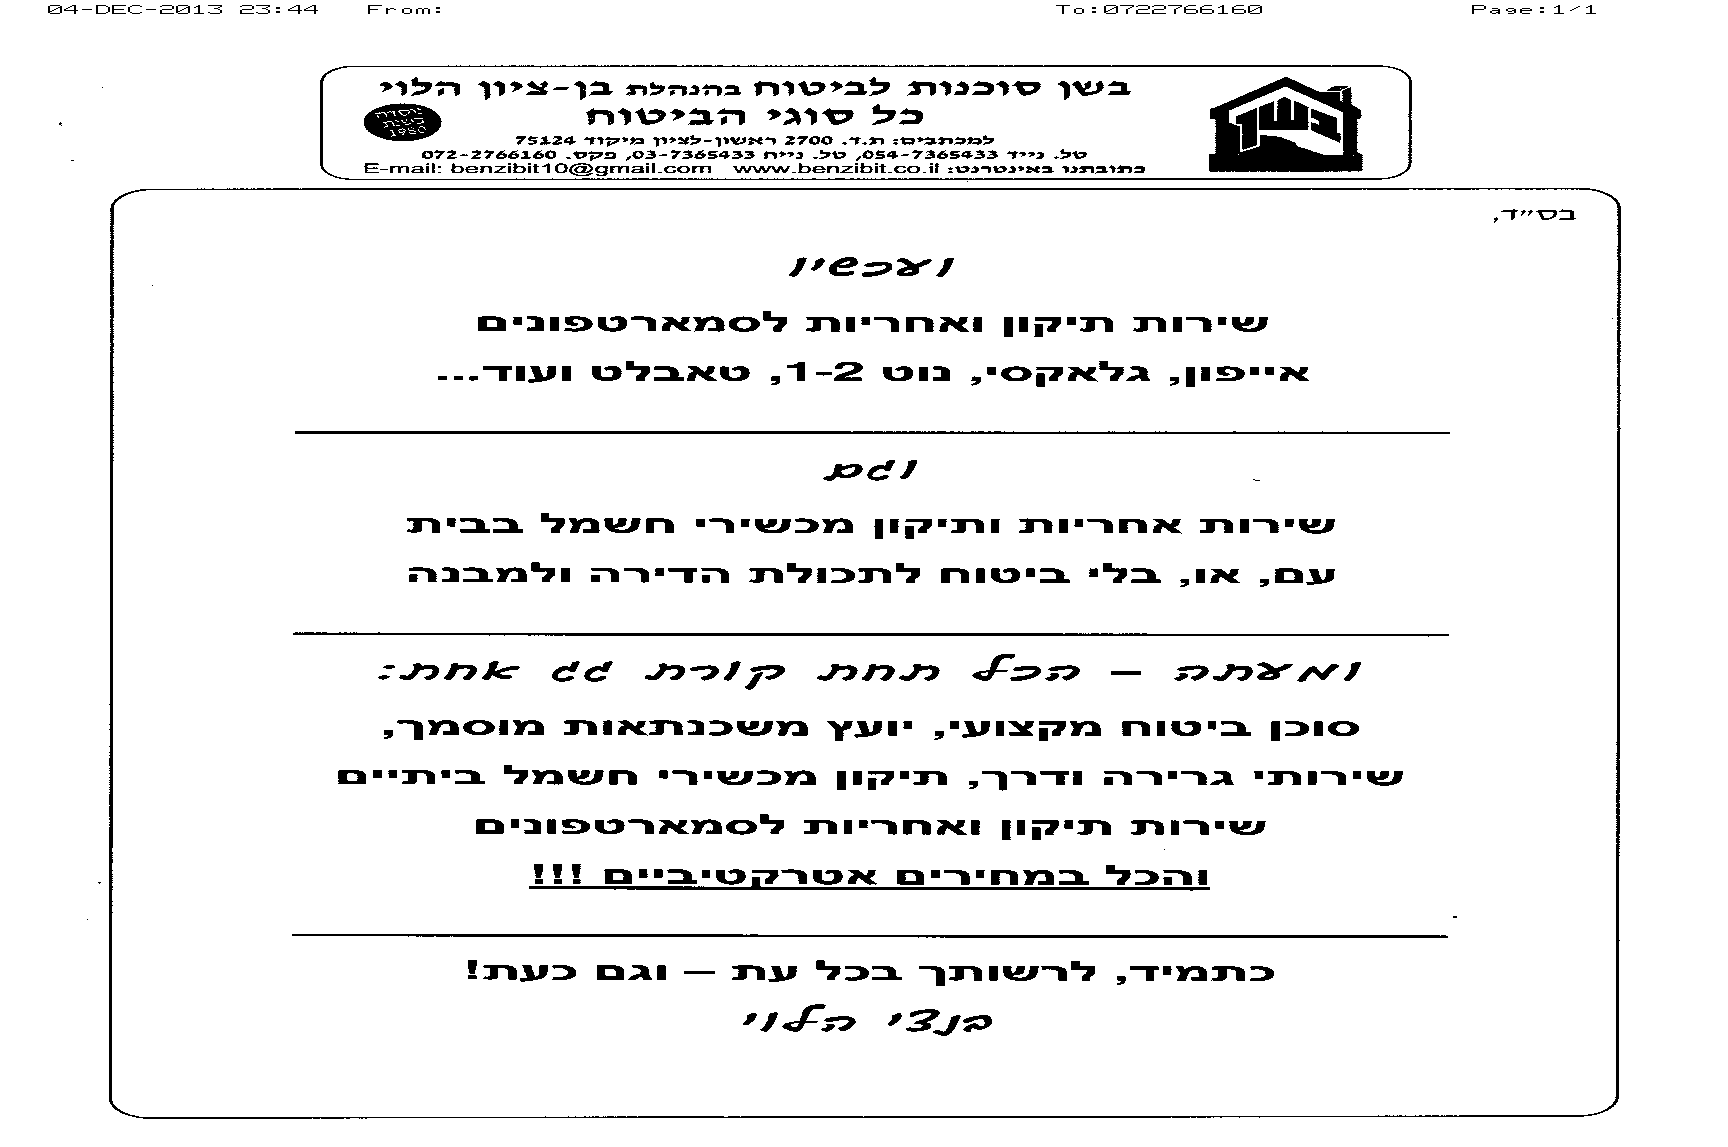 04-DEC-2013 23:44 From: To:0722766160 Page:1/1
בשן סוכנות לביטוח בהנהלת בן-ציון הלוי
כל סוגי הביטוח
נוסדה
בשנת
1980
בשן
למכתבים: ת.ד. 2700 ראשון-לציון מיקוד 75124
טל. נייד 054-7365433, טל. נייח 03-7365433, פקס. 072-2766160
כתובתנו באינטרנט: www.benzibit.co.il E-mail: benzibit10@gmail.com
בס״ד,
ועכשיו
שירות תיקון ואחריות לסמארטפונים
אייפון, גלאקסי, נוט 1-2, טאבלט ועוד...
וגם
שירות אחריות ותיקון מכשירי חשמל בבית
עם, או, בלי ביטוח לתכולת הדירה ולמבנה
ומעתה – הכל תחת קורת גג אחת:
סוכן ביטוח מקצועי, יועץ משכנתאות מוסמך,
שירותי גרירה ודרך, תיקון מכשירי חשמל ביתיים
שירות תיקון ואחריות לסמארטפונים
והכל במחירים אטרקטיביים !!!
כתמיד, לרשותך בכל עת – וגם כעת!
בנצי הלוי